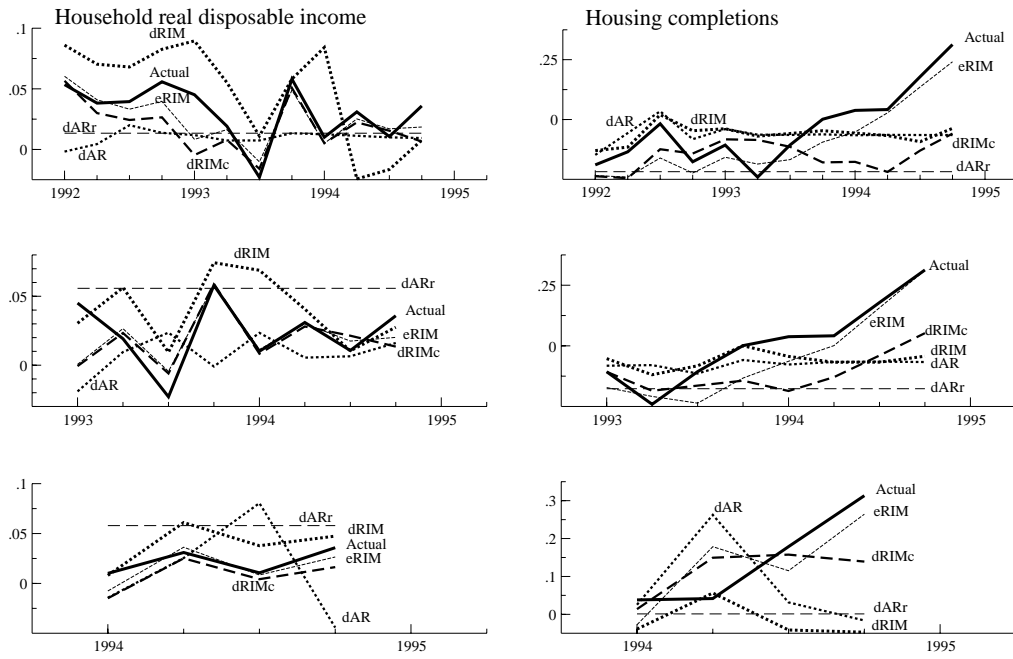 Household real disposable income
.1
.05
0
dRIM
Actual
eRIM
dARr
dAR
dRIMc
1992
1993
1994
1995
Housing completions
.25
0
Actual
eRIM
dAR
dRIM
dRIMc
dARr
1992
1993
1994
1995
.05
0
dRIM
dARr
Actual
eRIM
dRIMc
dAR
1993
1994
1995
.25
0
Actual
eRIM
dRIMc
dRIM
dAR
dARr
1993
1994
1995
.1
.05
0
dARr
dRIM
Actual
eRIM
dRIMc
dAR
1994
1995
.3
.2
.1
0
Actual
dAR
eRIM
dRIMc
dARr
dRIM
1994
1995